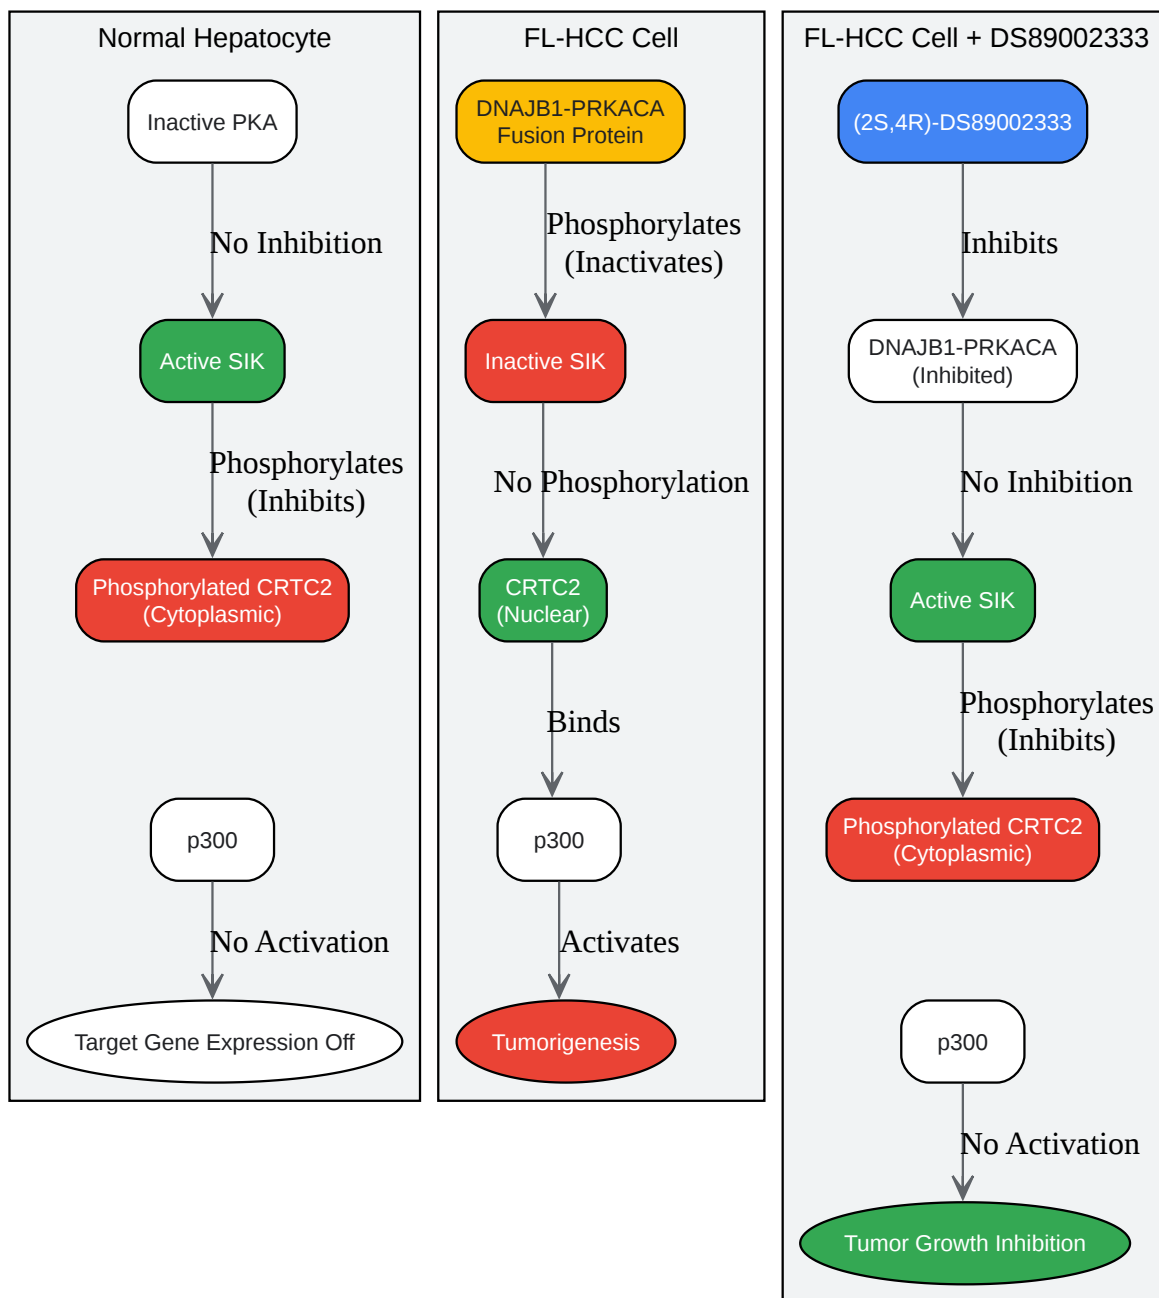 Normal Hepatocyte
Inactive PKA
No Inhibition
Active SIK
Phosphorylates
(Inhibits)
Phosphorylated CRTC2
(Cytoplasmic)
p300
No Activation
Target Gene Expression Off
FL-HCC Cell
DNAJB1-PRKACA
Fusion Protein
Phosphorylates
(Inactivates)
Inactive SIK
No Phosphorylation
CRTC2
(Nuclear)
Binds
p300
Activates
Tumorigenesis
FL-HCC Cell + DS89002333
(2S,4R)-DS89002333
Inhibits
DNAJB1-PRKACA
(Inhibited)
No Inhibition
Active SIK
Phosphorylates
(Inhibits)
Phosphorylated CRTC2
(Cytoplasmic)
p300
No Activation
Tumor Growth Inhibition